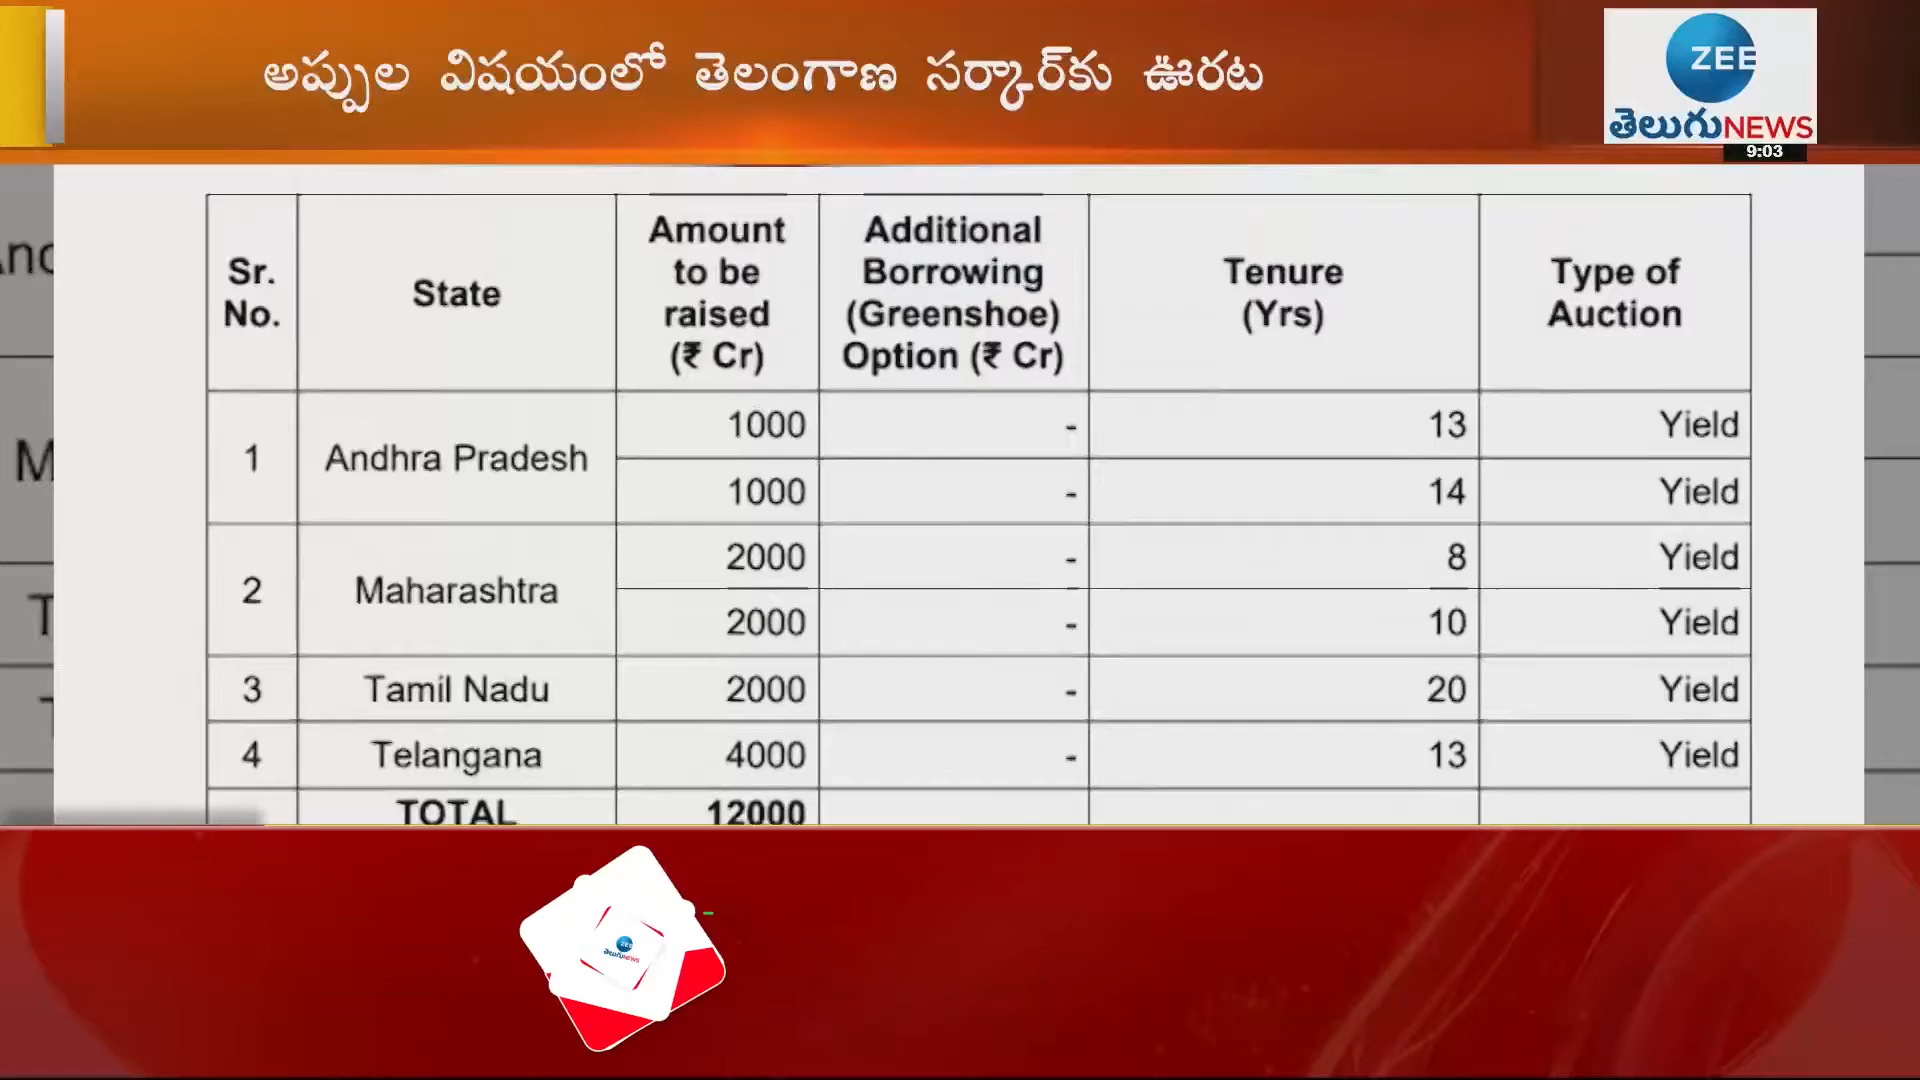 అప్పుల విషయంలో తెలంగాణ సర్కార్‌కు ఊరట
ZEE
తెలుగుNEWS
9:03
Sr. No. State Amount to be raised (₹ Cr) Additional Borrowing (Greenshoe) Option (₹ Cr) Tenure (Yrs) Type of Auction
1 Andhra Pradesh 1000 - 13 Yield
1000 - 14 Yield
2 Maharashtra 2000 - 8 Yield
2000 - 10 Yield
3 Tamil Nadu 2000 - 20 Yield
4 Telangana 4000 - 13 Yield
TOTAL 12000
ZEE
తెలుగుNEWS